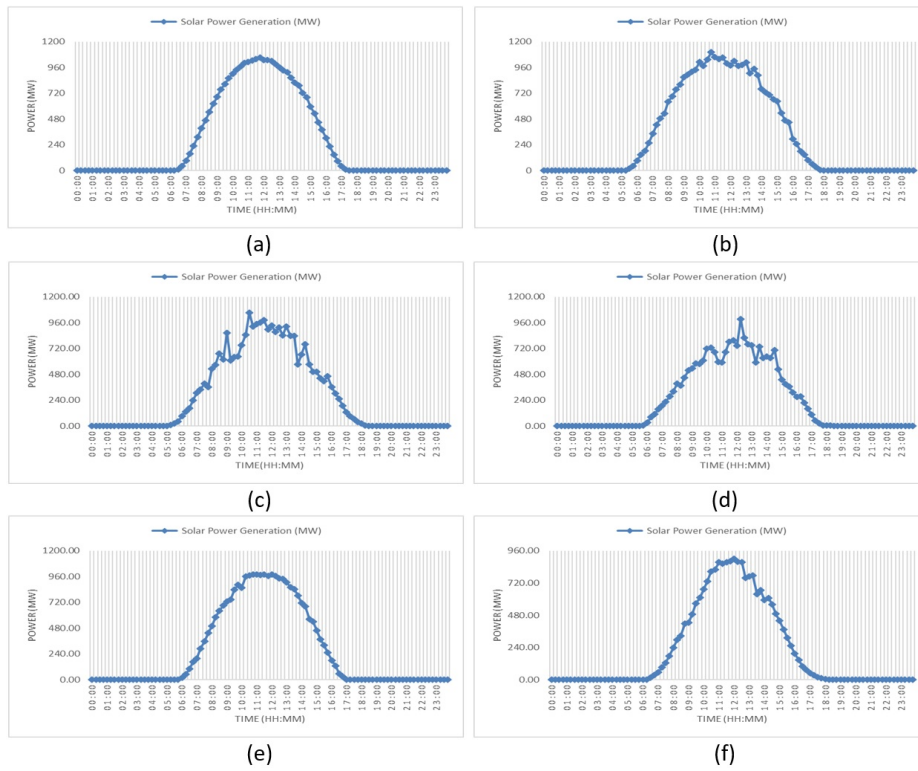 Solar Power Generation (MW)
1200
960
720
480
240
0
POWER(MW)
00:00 01:00 02:00 03:00 04:00 05:00 06:00 07:00 08:00 09:00 10:00 11:00 12:00 13:00 14:00 15:00 16:00 17:00 18:00 19:00 20:00 21:00 22:00 23:00
TIME (HH:MM)
(a)
Solar Power Generation (MW)
1200
960
720
480
240
0
POWER (MW)
00:00 01:00 02:00 03:00 04:00 05:00 06:00 07:00 08:00 09:00 10:00 11:00 12:00 13:00 14:00 15:00 16:00 17:00 18:00 19:00 20:00 21:00 22:00 23:00
TIME (HH:MM)
(b)
Solar Power Generation (MW)
1200.00
960.00
720.00
480.00
240.00
0.00
POWER (MW)
00:00 01:00 02:00 03:00 04:00 05:00 06:00 07:00 08:00 09:00 10:00 11:00 12:00 13:00 14:00 15:00 16:00 17:00 18:00 19:00 20:00 21:00 22:00 23:00
TIME(HH:MM)
(c)
Solar Power Generation (MW)
1200.00
960.00
720.00
480.00
240.00
0.00
POWER (MW)
00:00 01:00 02:00 03:00 04:00 05:00 06:00 07:00 08:00 09:00 10:00 11:00 12:00 13:00 14:00 15:00 16:00 17:00 18:00 19:00 20:00 21:00 22:00 23:00
TIME (HH:MM)
(d)
Solar Power Generation (MW)
1200.00
960.00
720.00
480.00
240.00
0.00
POWER (MW)
00:00 01:00 02:00 03:00 04:00 05:00 06:00 07:00 08:00 09:00 10:00 11:00 12:00 13:00 14:00 15:00 16:00 17:00 18:00 19:00 20:00 21:00 22:00 23:00
TIME (HH:MM)
(e)
Solar Power Generation (MW)
960.00
720.00
480.00
240.00
0.00
POWER (MW)
00:00 01:00 02:00 03:00 04:00 05:00 06:00 07:00 08:00 09:00 10:00 11:00 12:00 13:00 14:00 15:00 16:00 17:00 18:00 19:00 20:00 21:00 22:00 23:00
TIME (HH:MM)
(f)